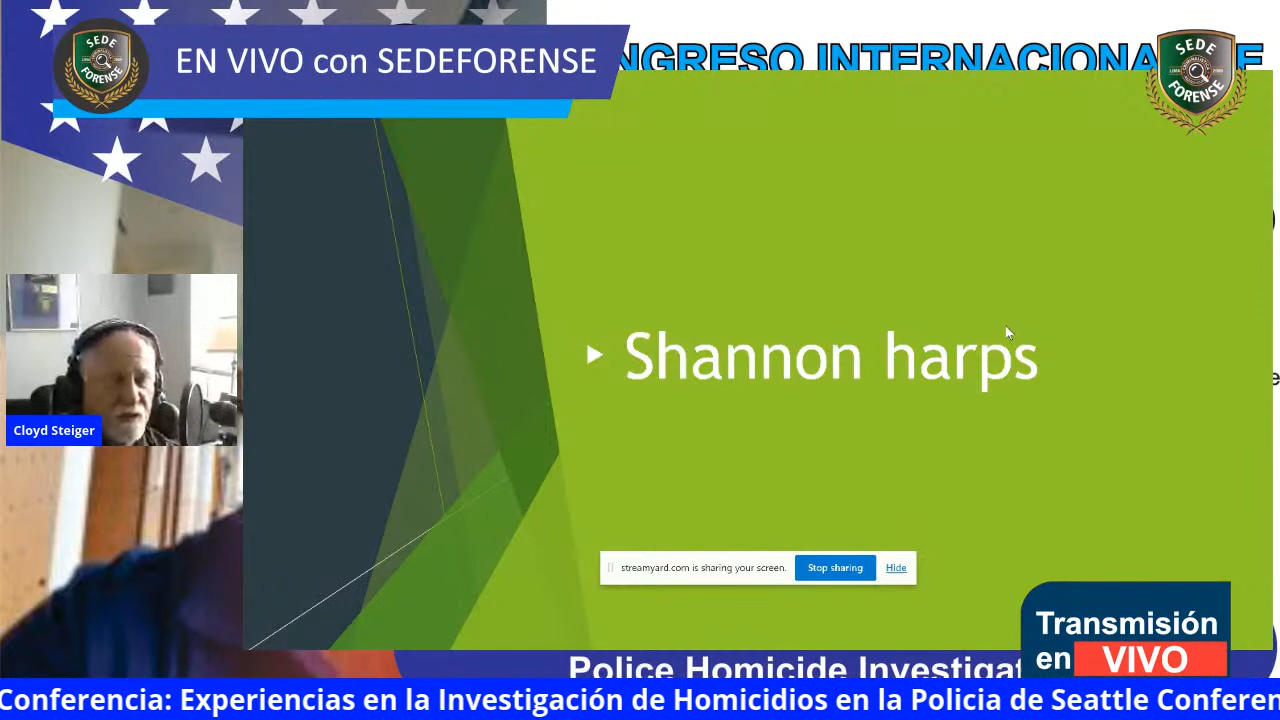 EN VIVO con SEDEFORENSE
NGRESO INTERNACIONA
E
SEDE
FORENSE
SEDE
FORENSE
Shannon harps
Cloyd Steiger
streamyard.com is sharing your screen.
Stop sharing
Hide
Transmisión
en VIVO
Police Homicide Investigat
Conferencia: Experiencias en la Investigación de Homicidios en la Policia de Seattle Conferen